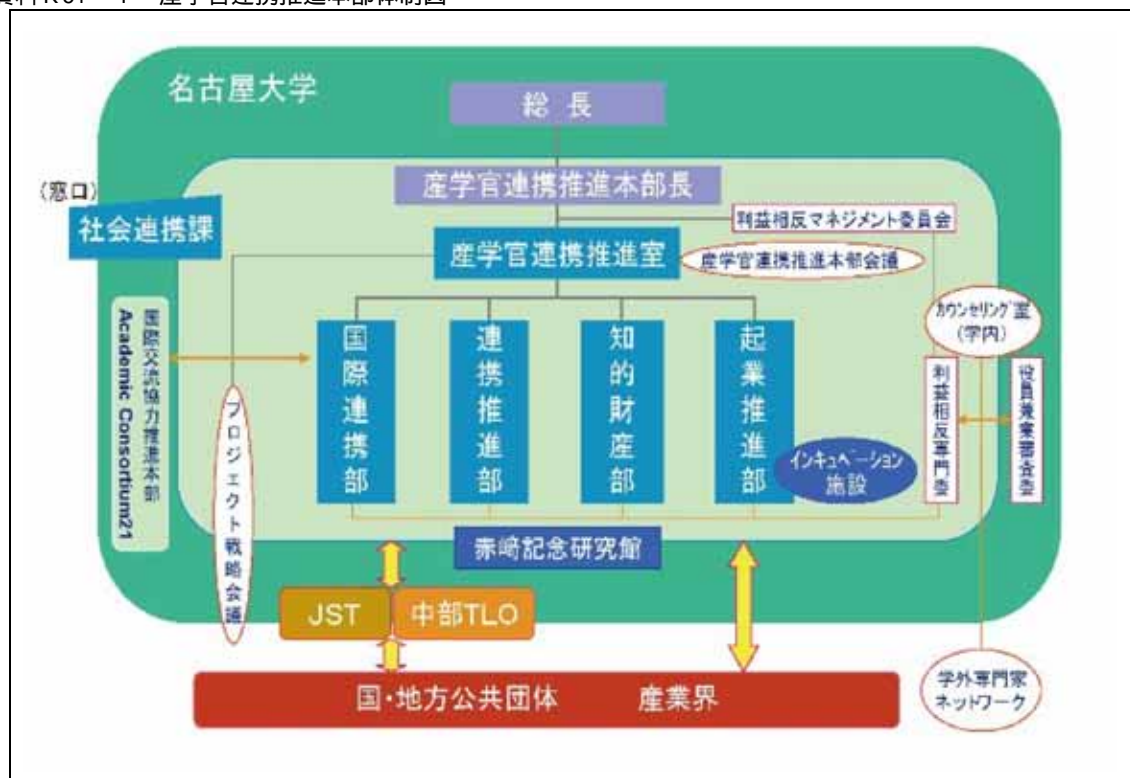 名古屋大学
総長
産学官連携推進本部長
(窓口)
社会連携課
利益相反マネジメント委員会
産学官連携推進室
産学官連携推進本部会議
国際交流協力推進本部
Academic Consortium21
プロジェクト戦略会議
国際連携部
連携推進部
知的財産部
起業推進部
インキュベーション
施設
カウンセリング室
(学内)
利益相反専門委
役員兼業審査委
赤﨑記念研究館
JST
中部TLO
国・地方公共団体 産業界
学外専門家
ネットワーク